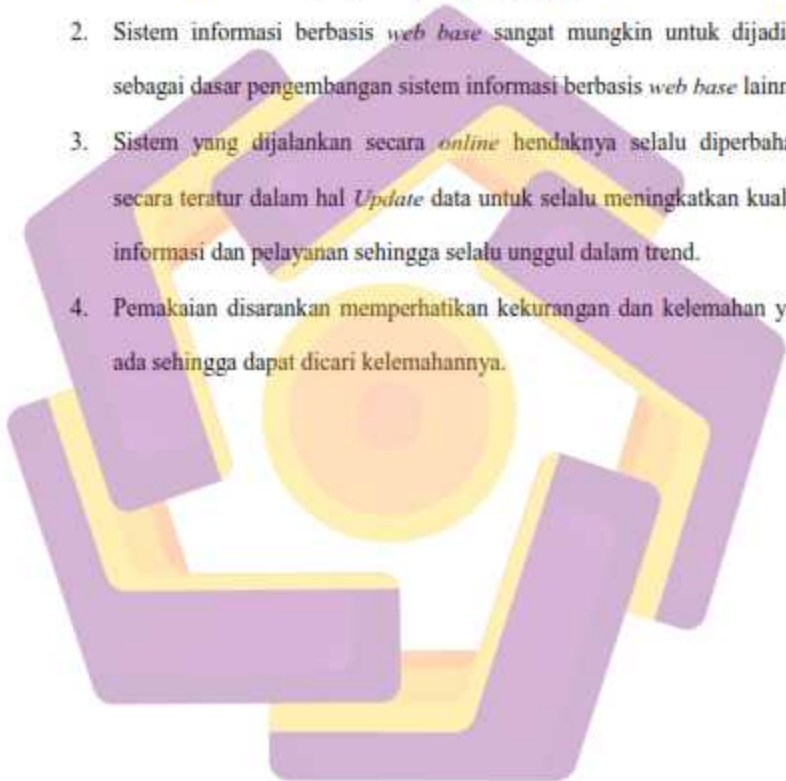 2. Sistem informasi berbasis web base sangat mungkin untuk dijadi
sebagai dasar pengembangan sistem informasi berbasis web base lainn
3. Sistem yang dijalankan secara online hendaknya selalu diperbaha
secara teratur dalam hal Update data untuk selalu meningkatkan kual
informasi dan pelayanan sehingga selalu unggul dalam trend.
4. Pemakaian disarankan memperhatikan kekurangan dan kelemahan y
ada sehingga dapat dicari kelemahannya.